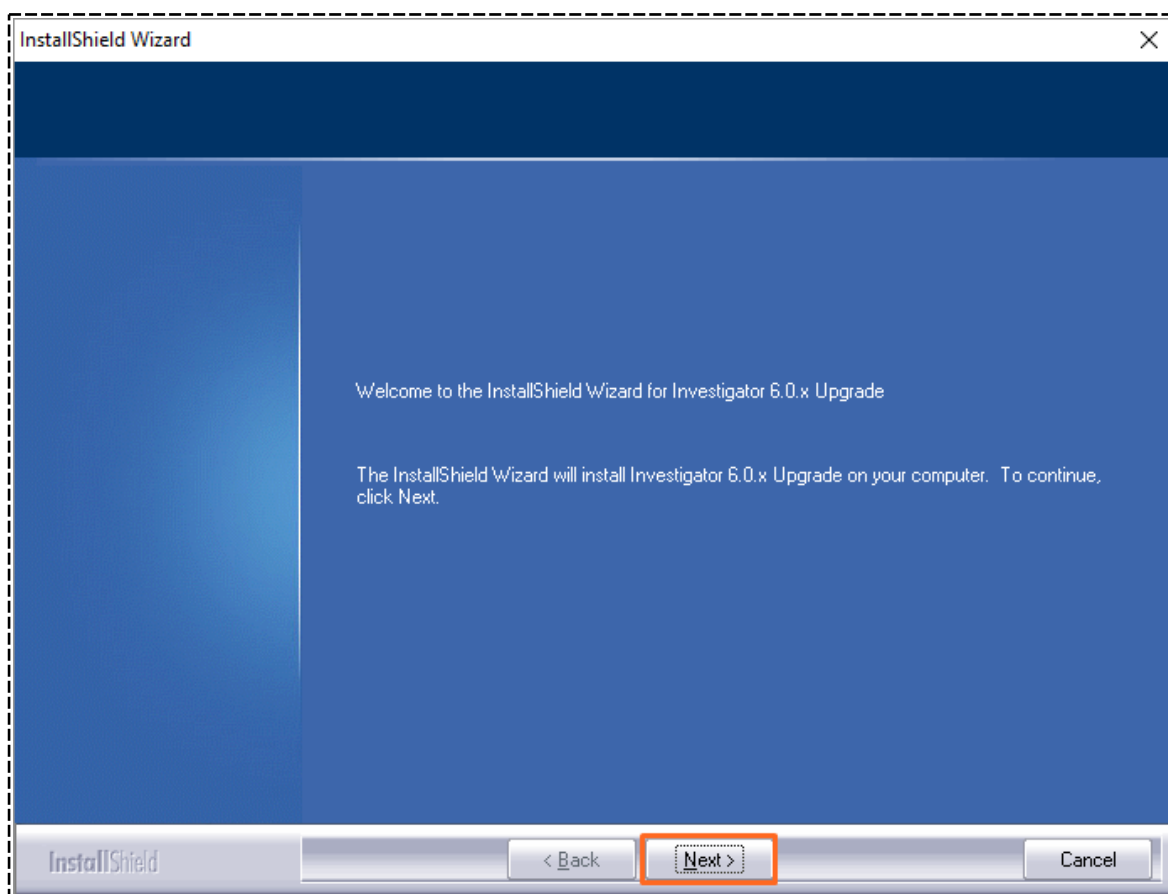 InstallShield Wizard
Welcome to the InstallShield Wizard for Investigator 6.0.x Upgrade
The InstallShield Wizard will install Investigator 6.0.x Upgrade on your computer.  To continue,
click Next.
InstallShield
< Back
Next >
Cancel